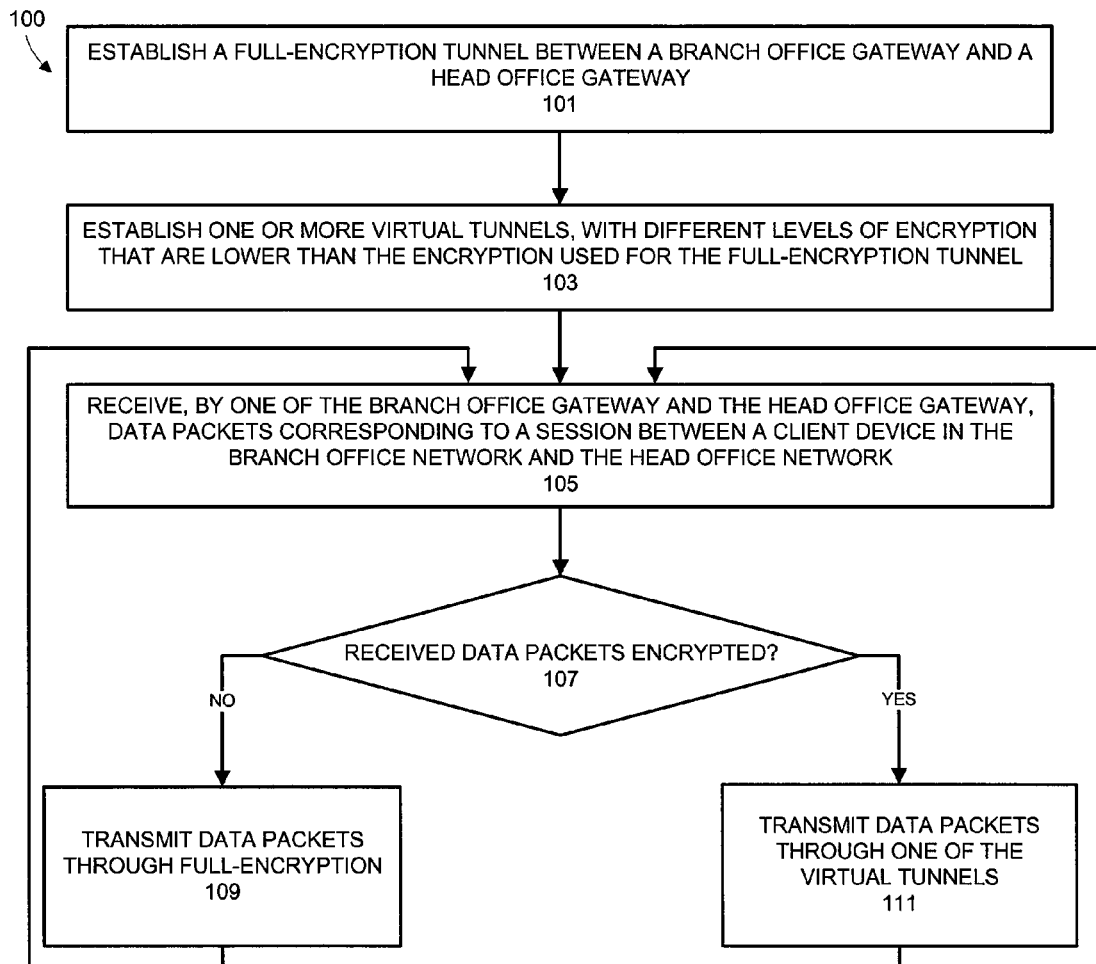 100
ESTABLISH A FULL-ENCRYPTION TUNNEL BETWEEN A BRANCH OFFICE GATEWAY AND A
HEAD OFFICE GATEWAY
101
ESTABLISH ONE OR MORE VIRTUAL TUNNELS, WITH DIFFERENT LEVELS OF ENCRYPTION
THAT ARE LOWER THAN THE ENCRYPTION USED FOR THE FULL-ENCRYPTION TUNNEL
103
RECEIVE, BY ONE OF THE BRANCH OFFICE GATEWAY AND THE HEAD OFFICE GATEWAY,
DATA PACKETS CORRESPONDING TO A SESSION BETWEEN A CLIENT DEVICE IN THE
BRANCH OFFICE NETWORK AND THE HEAD OFFICE NETWORK
105
RECEIVED DATA PACKETS ENCRYPTED?
107
NO
YES
TRANSMIT DATA PACKETS
THROUGH FULL-ENCRYPTION
109
TRANSMIT DATA PACKETS
THROUGH ONE OF THE
VIRTUAL TUNNELS
111